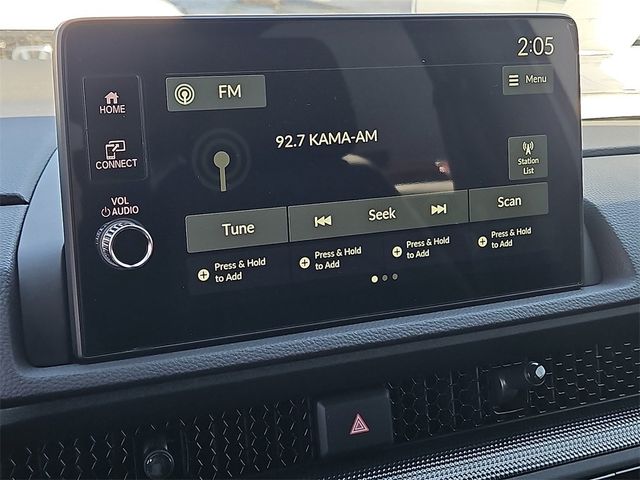 2:05
HOME
FM
Menu
92.7 KAMA-AM
CONNECT
Station
List
VOL
AUDIO
Tune
Seek
Scan
Press & Hold
to Add
Press & Hold
to Add
Press & Hold
to Add
Press & Hold
to Add